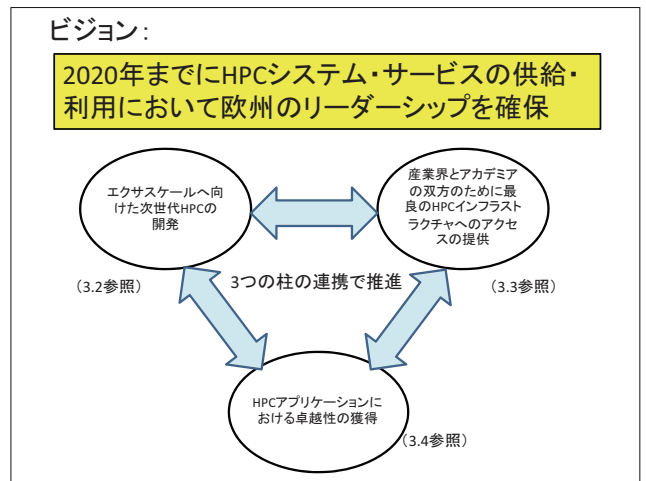 ビジョン:
2020年までにHPCシステム・サービスの供給・
利用において欧州のリーダーシップを確保
エクサスケールへ向
けた次世代HPCの
開発
産業界とアカデミア
の双方のために最
良のHPCインフラスト
ラクチャへのアクセ
スの提供
(3.2参照)
3つの柱の連携で推進
(3.3参照)
HPCアプリケーションに
おける卓越性の獲得
(3.4参照)